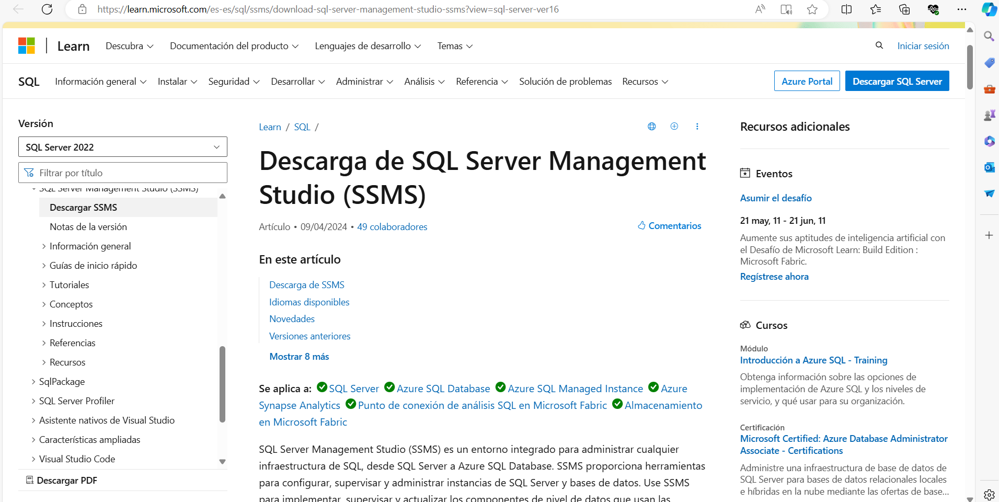 https://learn.microsoft.com/es-es/sql/ssms/download-sql-server-management-studio-ssms?view=sql-server-ver16
Learn Descubra Documentación del producto Lenguajes de desarrollo Temas Iniciar sesión
SQL Información general Instalar Seguridad Desarrollar Administrar Análisis Referencia Solución de problemas Recursos Azure Portal Descargar SQL Server
Versión
SQL Server 2022
Filtrar por título
SQL Server Management Studio (SSMS)
Descargar SSMS
Notas de la versión
Información general
Guías de inicio rápido
Tutoriales
Conceptos
Instrucciones
Referencias
Recursos
SqlPackage
SQL Server Profiler
Asistente nativos de Visual Studio
Características ampliadas
Visual Studio Code
Descargar PDF
Learn / SQL /
Descarga de SQL Server Management
Studio (SSMS)
Artículo • 09/04/2024 • 49 colaboradores
Comentarios
En este artículo
Descarga de SSMS
Idiomas disponibles
Novedades
Versiones anteriores
Mostrar 8 más
Se aplica a: SQL Server Azure SQL Database Azure SQL Managed Instance Azure
Synapse Analytics Punto de conexión de análisis SQL en Microsoft Fabric Almacenamiento
en Microsoft Fabric
SQL Server Management Studio (SSMS) es un entorno integrado para administrar cualquier
infraestructura de SQL, desde SQL Server a Azure SQL Database. SSMS proporciona herramientas
para configurar, supervisar y administrar instancias de SQL Server y bases de datos. Use SSMS
para implementar, supervisar y actualizar los componentes de nivel de datos que usan las
Recursos adicionales
Eventos
Asumir el desafío
21 may, 11 - 21 jun, 11
Aumente sus aptitudes de inteligencia artificial con
el Desafío de Microsoft Learn: Build Edition :
Microsoft Fabric.
Regístrese ahora
Cursos
Módulo
Introducción a Azure SQL - Training
Obtenga información sobre las opciones de
implementación de Azure SQL y los niveles de
servicio, y qué usar para su organización.
Certificación
Microsoft Certified: Azure Database Administrator
Associate - Certifications
Administre una infraestructura de base de datos de
SQL Server para bases de datos relacionales locales
e híbridas en la nube mediante las ofertas de base...